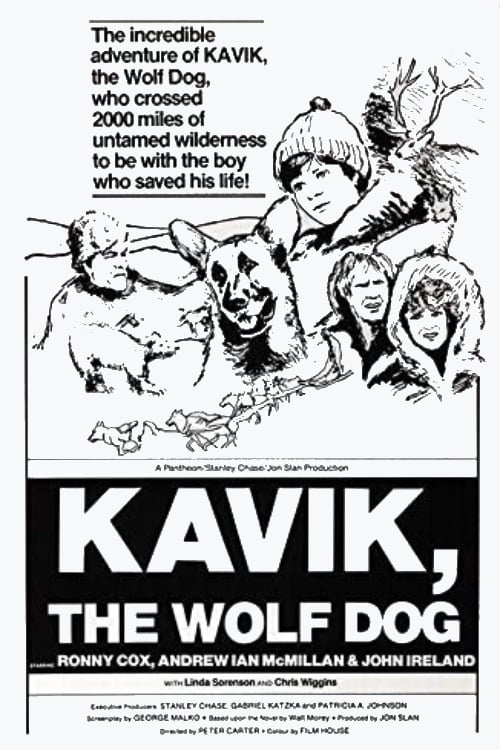 The incredible
adventure of KAVIK,
the Wolf Dog,
who crossed
2000 miles of
untamed wilderness
to be with the boy
who saved his life!
A Pantheon/Stanley Chase/Jon Slan Production
KAVIK,
THE WOLF DOG
STARRING RONNY COX, ANDREW IAN McMILLAN & JOHN IRELAND
WITH Linda Sorenson AND Chris Wiggins
Executive Producers STANLEY CHASE, GABRIEL KATZKA and PATRICIA A. JOHNSON
Screenplay by GEORGE MALKO • Based upon the Novel by Walt Morey • Produced by JON SLAN
Directed by PETER CARTER • Colour by FILM HOUSE